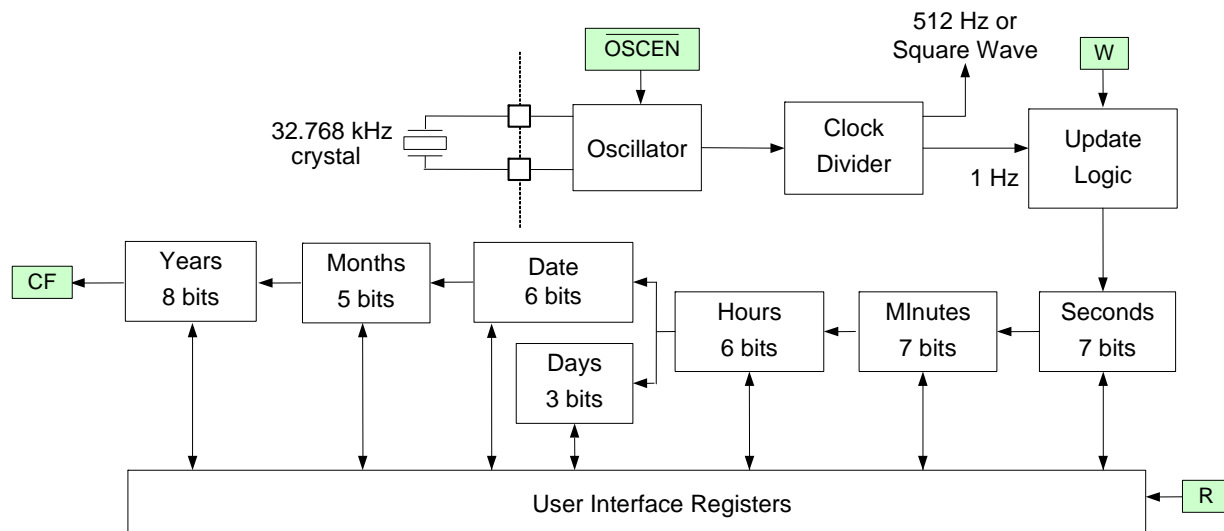 OSCEN
512 Hz or
Square Wave
W
32.768 kHz
crystal
Oscillator
Clock
Divider
1 Hz
Update
Logic
CF
Years
8 bits
Months
5 bits
Date
6 bits
Days
3 bits
Hours
6 bits
MInutes
7 bits
Seconds
7 bits
User Interface Registers
R